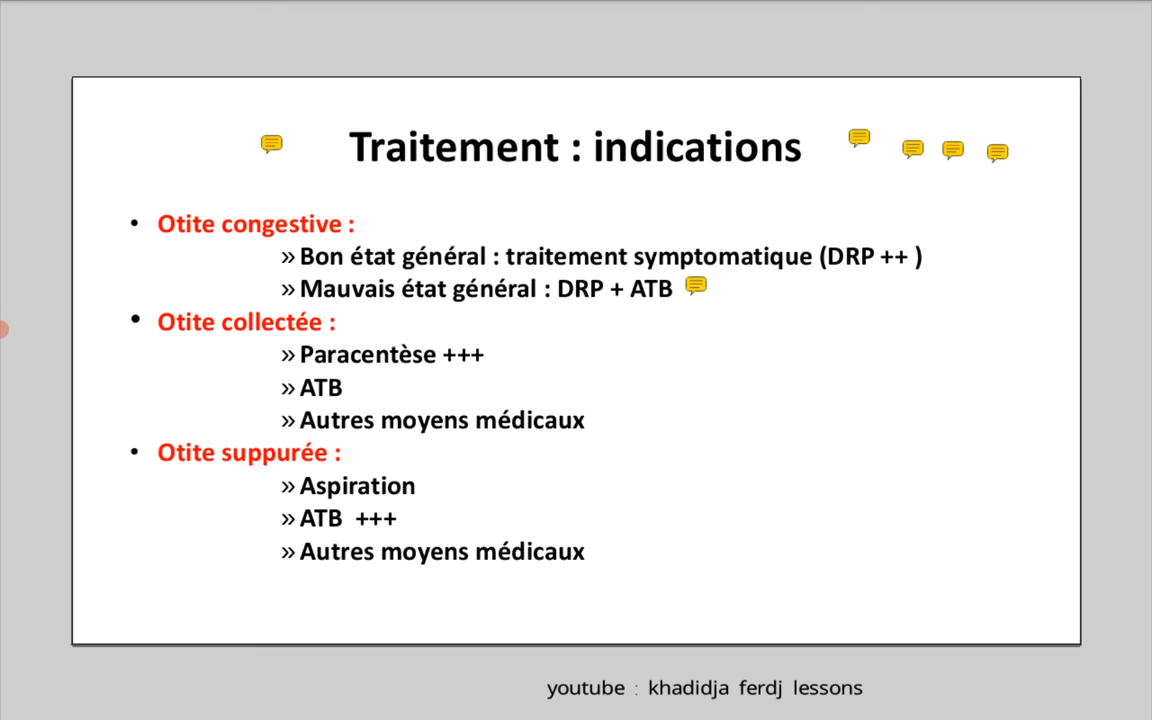 Traitement : indications
• Otite congestive :
» Bon état général : traitement symptomatique (DRP ++ )
» Mauvais état général : DRP + ATB
• Otite collectée :
» Paracentèse +++
» ATB
» Autres moyens médicaux
• Otite suppurée :
» Aspiration
» ATB +++
» Autres moyens médicaux
youtube : khadidja ferdj lessons